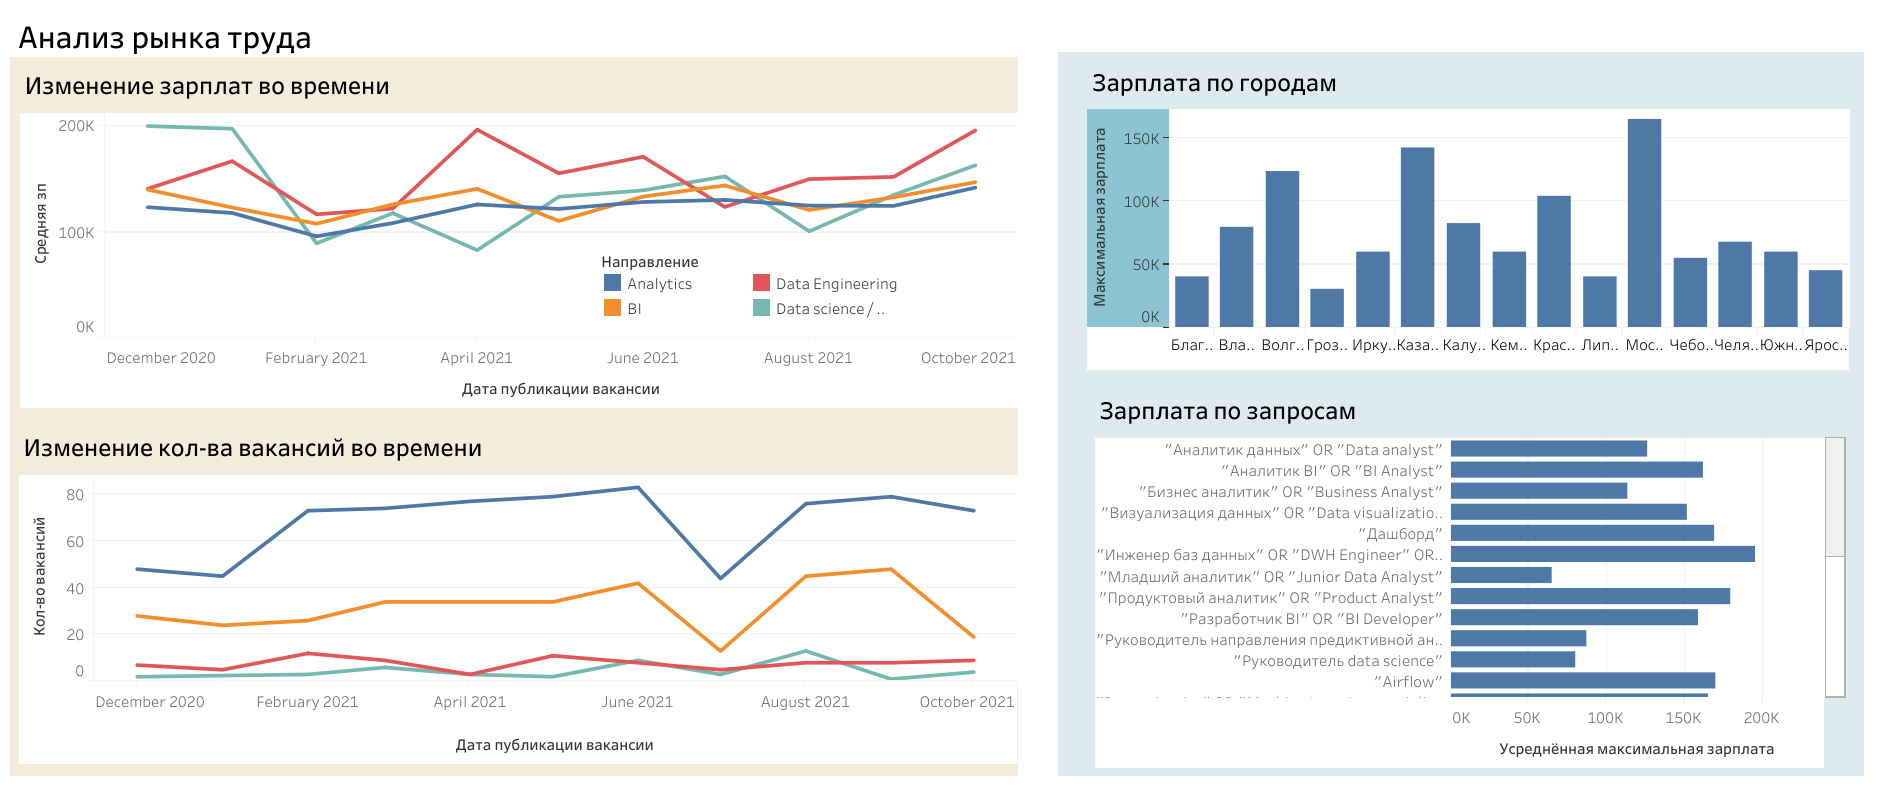 Анализ рынка труда
Изменение зарплат во времени
Средняя зп
200K
100K
0K
Направление
Analytics
Data Engineering
BI
Data science / ..
December 2020 February 2021 April 2021 June 2021 August 2021 October 2021
Дата публикации вакансии
Изменение кол-ва вакансий во времени
Кол-во вакансий
80
60
40
20
0
December 2020 February 2021 April 2021 June 2021 August 2021 October 2021
Дата публикации вакансии
Зарплата по городам
Максимальная зарплата
150K
100K
50K
0K
Благ.. Вла.. Волг.. Гроз.. Ирку.. Каза.. Калу.. Кем.. Крас.. Лип.. Мос.. Чебо.. Челя.. Южн.. Ярос..
Зарплата по запросам
"Аналитик данных" OR "Data analyst"
"Аналитик BI" OR "BI Analyst"
"Бизнес аналитик" OR "Business Analyst"
"Визуализация данных" OR "Data visualizatio..
"Дашборд"
"Инженер баз данных" OR "DWH Engineer" OR..
"Младший аналитик" OR "Junior Data Analyst"
"Продуктовый аналитик" OR "Product Analyst"
"Разработчик BI" OR "BI Developer"
"Руководитель направления предиктивной ан..
"Руководитель data science"
"Airflow"
0K 50K 100K 150K 200K
Усреднённая максимальная зарплата